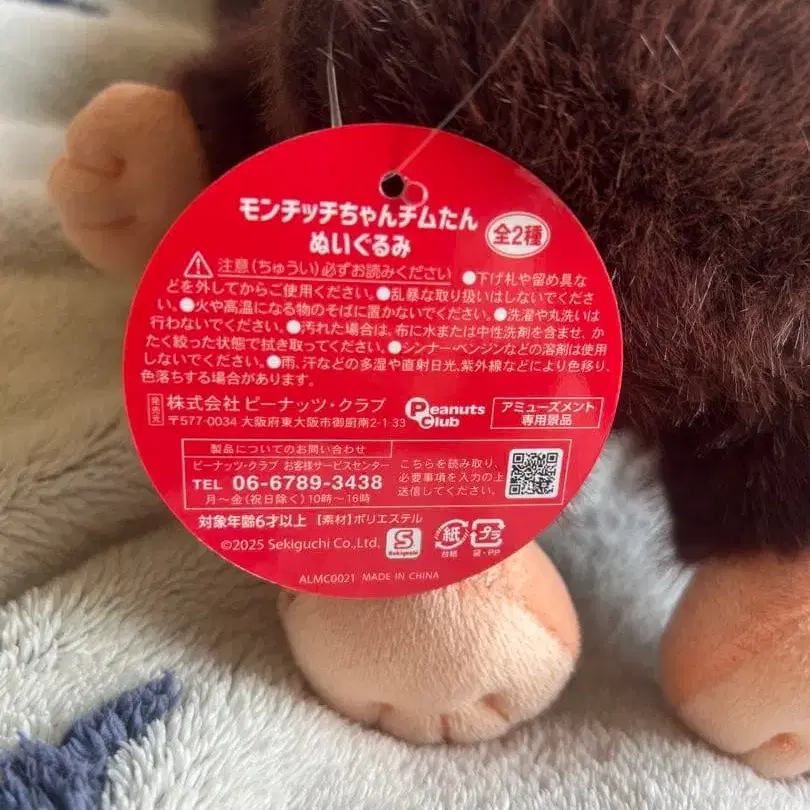 モンチッチちゃんチムたん
ぬいぐるみ
全2種
注意(ちゅうい)必ずお読みください ●下げ札や留め具な
どを外してからご使用ください。●乱暴な取り扱いはしないでくださ
い。●火や高温になる物のそばに置かないでください。●洗濯や丸洗いは
行わないでください。●汚れた場合は、布に水または中性洗剤を含ませ、か
たく絞った状態で拭き取ってください。●シンナー・ベンジンなどの溶剤は使用
しないでください。●雨、汗などの多湿や直射日光、紫外線などにより色移り、
色落ちする場合があります。
発売元 株式会社 ピーナッツ・クラブ
〒577-0034 大阪府東大阪市御厨南2-1-33
Peanuts Club
アミューズメント
専用景品
製品についてのお問い合わせ
ピーナッツ・クラブ お客様サービスセンター
TEL 06-6789-3438
月~金(祝日除く)10時~16時
こちらを読み取り、
必要事項を入力の上
送信してください。
対象年齢6才以上 [素材]ポリエステル
©2025 Sekiguchi Co.,Ltd.
S
Sekiguchi
紙
台紙
プラ
袋・PP
ALMC0021 MADE IN CHINA